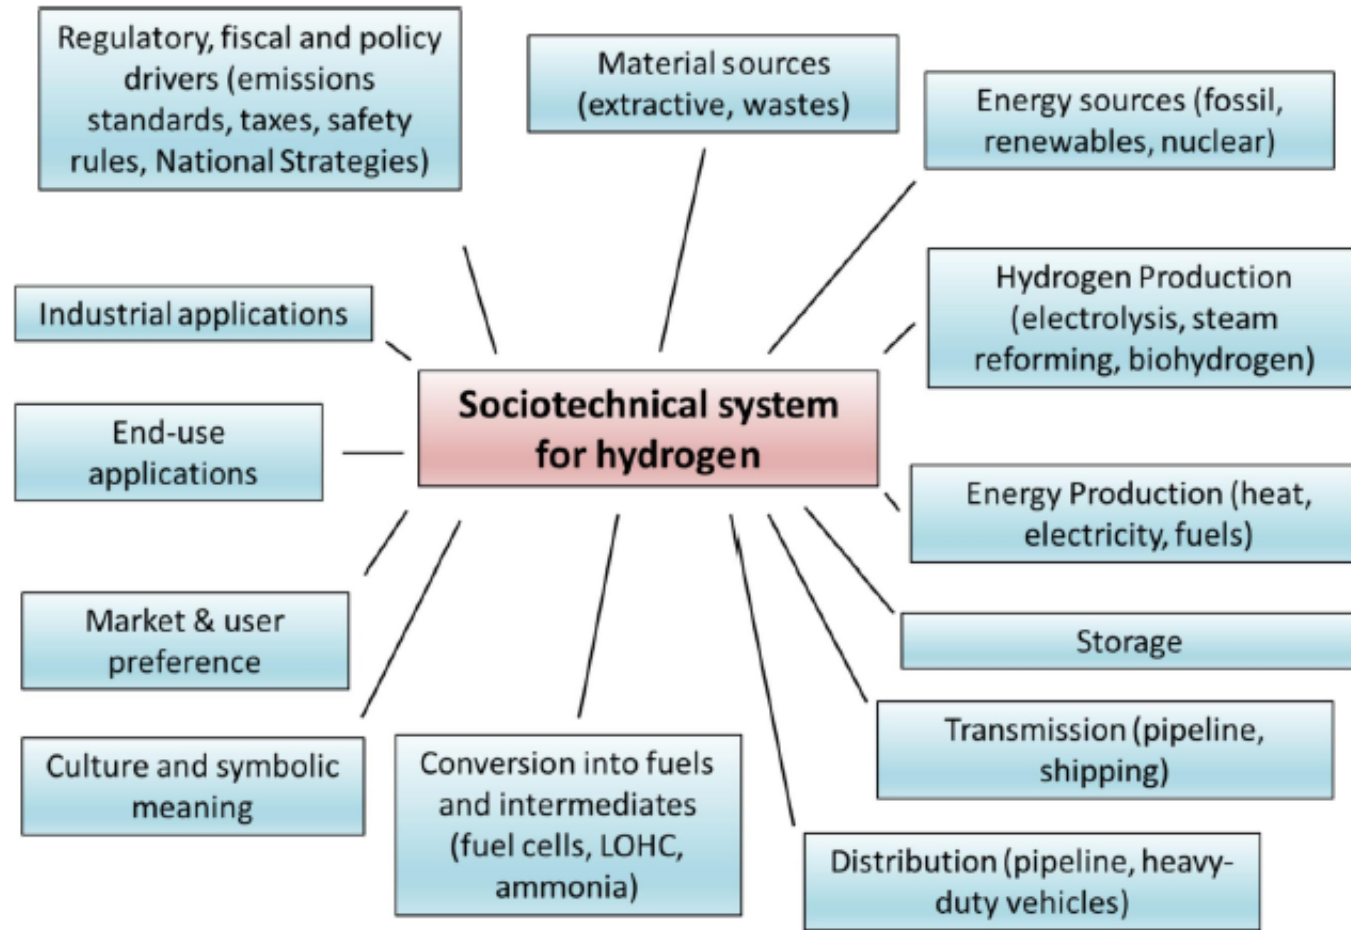 Regulatory, fiscal and policy
drivers (emissions
standards, taxes, safety
rules, National Strategies)
Material sources
(extractive, wastes)
Energy sources (fossil,
renewables, nuclear)
Hydrogen Production
(electrolysis, steam
reforming, biohydrogen)
Industrial applications
Sociotechnical system
for hydrogen
End-use
applications
Energy Production (heat,
electricity, fuels)
Market & user
preference
Storage
Transmission (pipeline,
shipping)
Culture and symbolic
meaning
Conversion into fuels
and intermediates
(fuel cells, LOHC,
ammonia)
Distribution (pipeline, heavy-
duty vehicles)